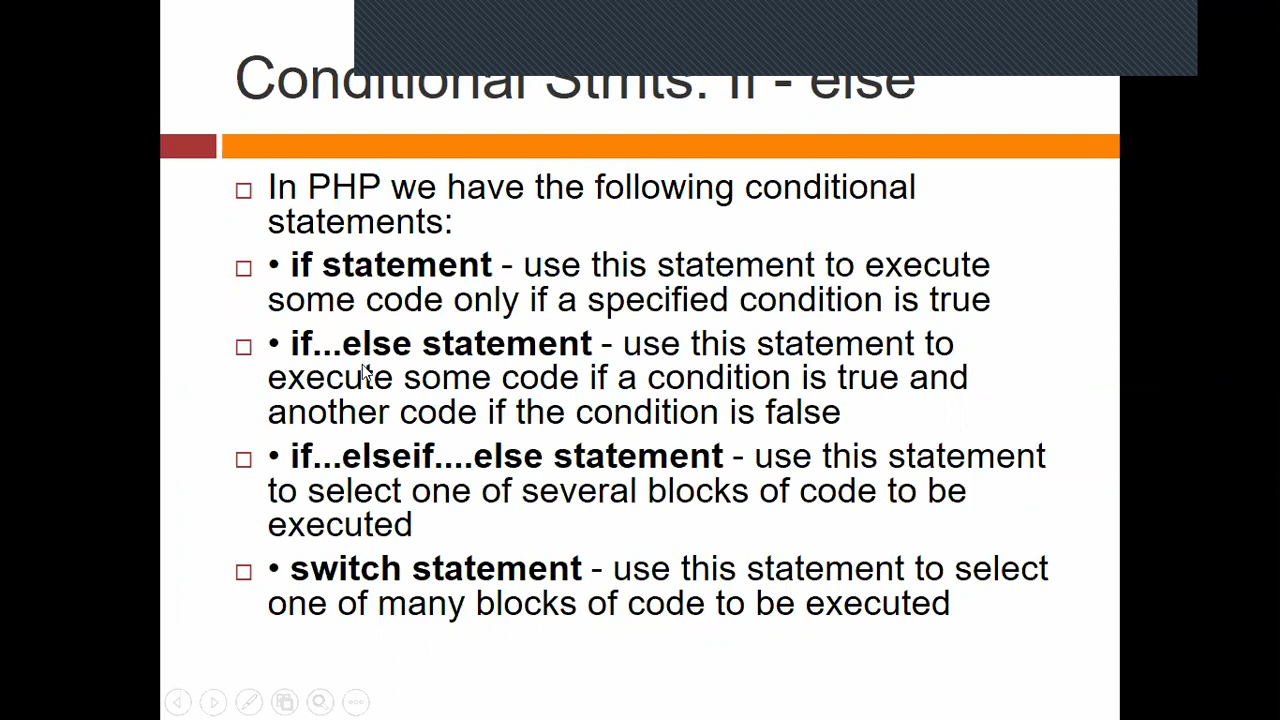 Conditional Stmts: If - else
In PHP we have the following conditional
statements:
• if statement - use this statement to execute
some code only if a specified condition is true
• if...else statement - use this statement to
execute some code if a condition is true and
another code if the condition is false
• if...elseif....else statement - use this statement
to select one of several blocks of code to be
executed
• switch statement - use this statement to select
one of many blocks of code to be executed